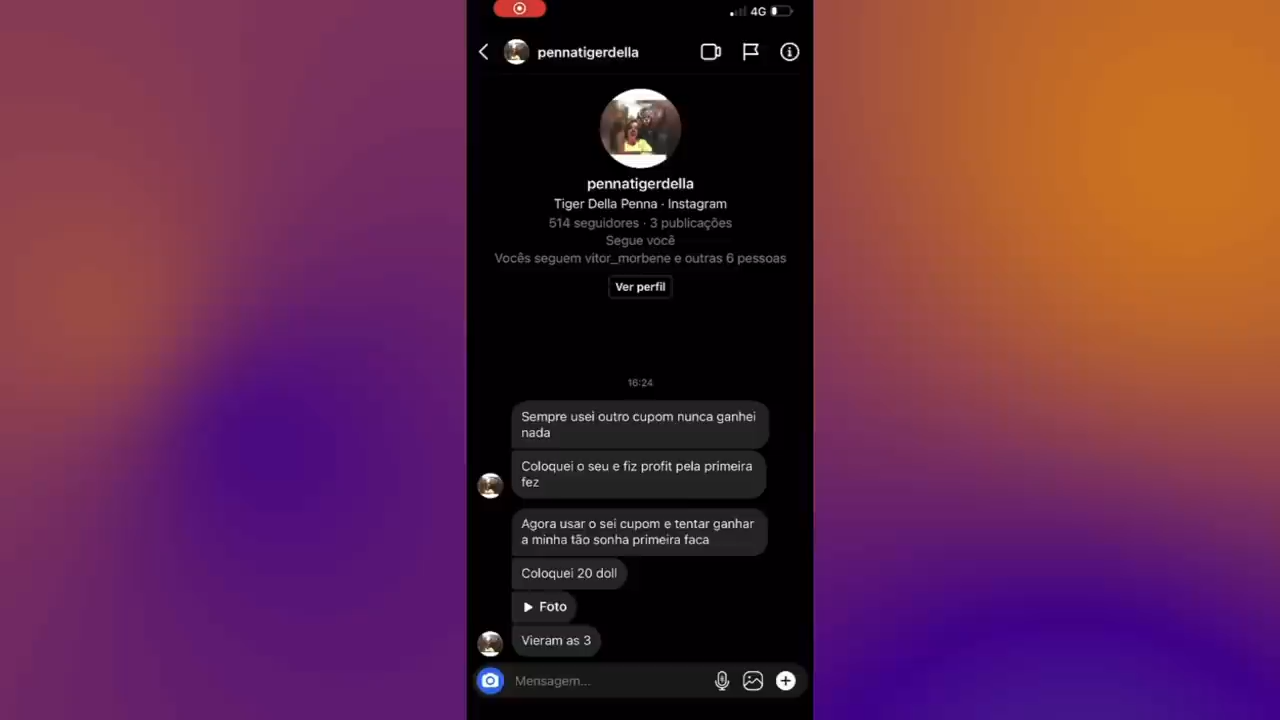 4G
pennatigerdella
pennatigerdella
Tiger Della Penna · Instagram
514 seguidores · 3 publicações
Segue você
Vocês seguem vitor_morbene e outras 6 pessoas
Ver perfil
16:24
Sempre usei outro cupom nunca ganhei
nada
Coloquei o seu e fiz profit pela primeira
fez
Agora usar o sei cupom e tentar ganhar
a minha tão sonha primeira faca
Coloquei 20 doll
Foto
Vieram as 3
Mensagem...